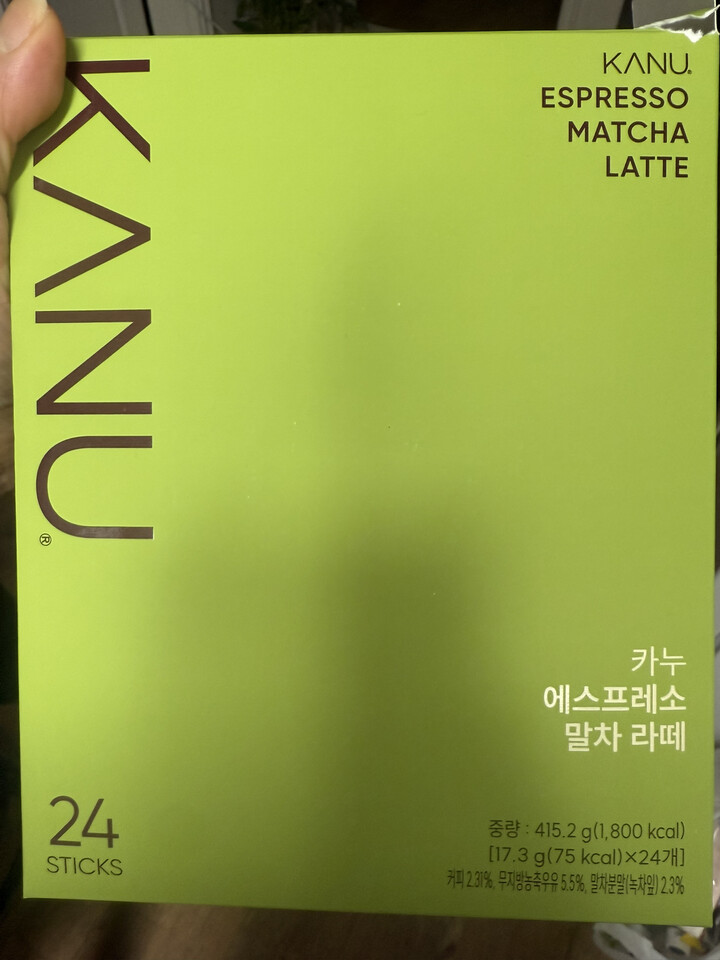 KANU®
KANU®
ESPRESSO
MATCHA
LATTE
카누
에스프레소
말차 라떼
24
STICKS
중량 : 415.2 g(1,800 kcal)
[17.3 g(75 kcal)×24개]
커피 2.31%, 무지방농축우유 5.5%, 말차분말(녹차잎) 2.3%